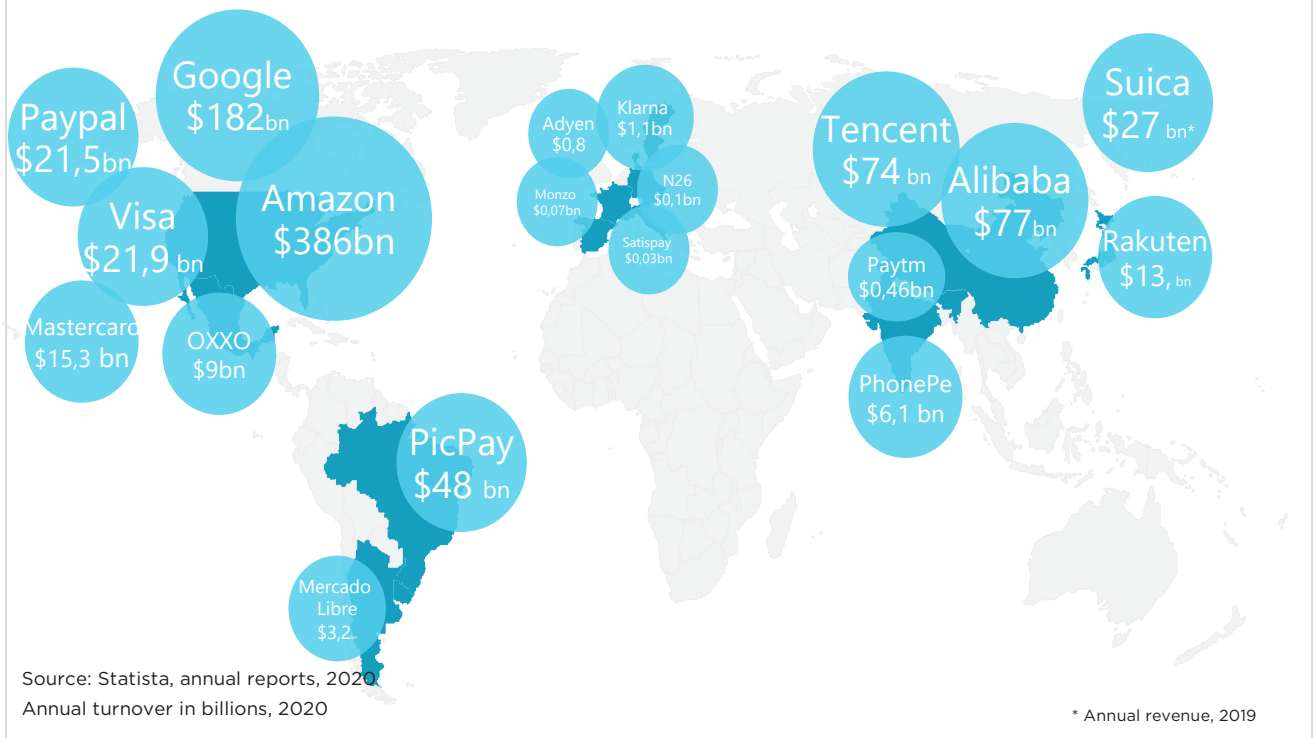 Google
$182bn
Paypal
$21,5bn
Visa
$21,9 bn
Amazon
$386bn
Mastercard
$15,3 bn
OXXO
$9bn
PicPay
$48 bn
Mercado
Libre
$3,2bn
Klarna
$1,1bn
Adyen
$0,8
Monzo
$0,07bn
N26
$0,1bn
Satispay
$0,03bn
Tencent
$74 bn
Alibaba
$77bn
Paytm
$0,46bn
PhonePe
$6,1 bn
Suica
$27 bn*
Rakuten
$13, bn
Source: Statista, annual reports, 2020
Annual turnover in billions, 2020
* Annual revenue, 2019